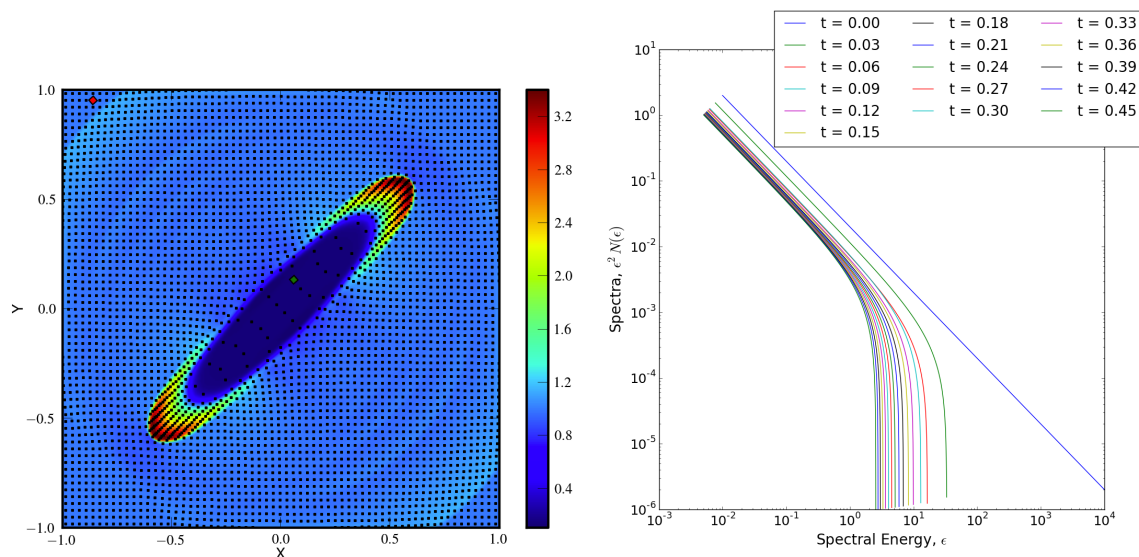 1.0
0.5
0.0
−0.5
−1.0
Y
−1.0 −0.5 0.0 0.5 1.0
X
3.2
2.8
2.4
2.0
1.6
1.2
0.8
0.4
t = 0.00 t = 0.18 t = 0.33
t = 0.03 t = 0.21 t = 0.36
t = 0.06 t = 0.24 t = 0.39
t = 0.09 t = 0.27 t = 0.42
t = 0.12 t = 0.30 t = 0.45
t = 0.15
10^1
10^0
10^-1
10^-2
10^-3
10^-4
10^-5
10^-6
Spectra, ϵ^2 N(ϵ)
10^-3 10^-2 10^-1 10^0 10^1 10^2 10^3 10^4
Spectral Energy, ϵ